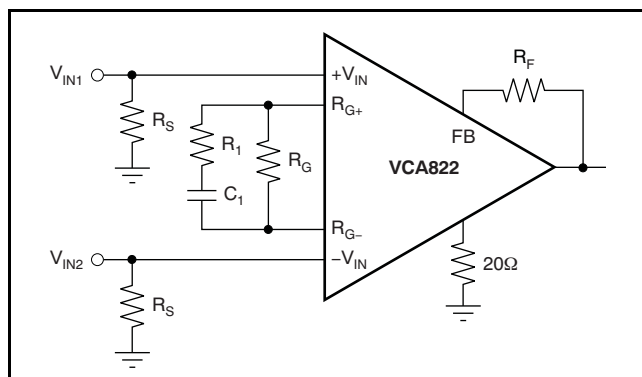 R_F
V_IN1
+V_IN
R_G+
FB
R_S
R_1
R_G
VCA822
C_1
R_G−
V_IN2
−V_IN
20Ω
R_S